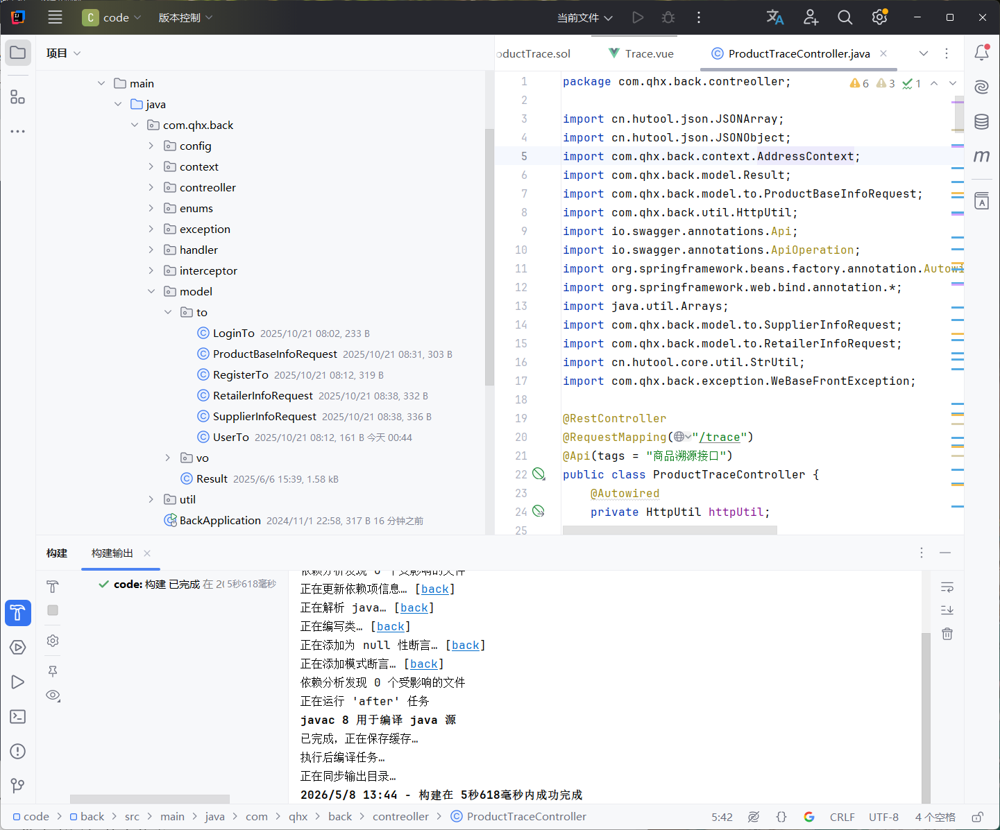 C code 版本控制 当前文件
项目
main
java
com.qhx.back
config
context
contreoller
enums
exception
handler
interceptor
model
to
LoginTo 2025/10/21 08:02, 233 B
ProductBaseInfoRequest 2025/10/21 08:31, 303 B
RegisterTo 2025/10/21 08:12, 319 B
RetailerInfoRequest 2025/10/21 08:38, 332 B
SupplierInfoRequest 2025/10/21 08:38, 336 B
UserTo 2025/10/21 08:12, 161 B 今天 00:44
vo
Result 2025/6/6 15:39, 1.58 kB
util
BackApplication 2024/11/1 22:58, 317 B 16 分钟之前
oductTrace.sol Trace.vue ProductTraceController.java
6 3 1
1 package com.qhx.back.contreoller;
2
3 import cn.hutool.json.JSONArray;
4 import cn.hutool.json.JSONObject;
5 import com.qhx.back.context.AddressContext;
6 import com.qhx.back.model.Result;
7 import com.qhx.back.model.to.ProductBaseInfoRequest;
8 import com.qhx.back.util.HttpUtil;
9 import io.swagger.annotations.Api;
10 import io.swagger.annotations.ApiOperation;
11 import org.springframework.beans.factory.annotation.Autowi
12 import org.springframework.web.bind.annotation.*;
13 import java.util.Arrays;
14 import com.qhx.back.model.to.SupplierInfoRequest;
15 import com.qhx.back.model.to.RetailerInfoRequest;
16 import cn.hutool.core.util.StrUtil;
17 import com.qhx.back.exception.WeBaseFrontException;
18
19 @RestController
20 @RequestMapping("/trace")
21 @Api(tags = "商品溯源接口")
22 public class ProductTraceController {
23 @Autowired
24 private HttpUtil httpUtil;
25
构建 构建输出
code: 构建 已完成 在 2( 5秒618毫秒
依赖分析发现 0 个受影响的文件
正在更新依赖项信息… [back]
正在解析 java… [back]
正在编写类… [back]
正在添加为 null 性断言… [back]
正在添加模式断言… [back]
依赖分析发现 0 个受影响的文件
正在运行 'after' 任务
javac 8 用于编译 java 源
已完成，正在保存缓存…
执行后编译任务…
正在同步输出目录…
2026/5/8 13:44 - 构建在 5秒618毫秒内成功完成
code > back > src > main > java > com > qhx > back > contreoller > ProductTraceController 5:42 {} CRLF UTF-8 4 个空格